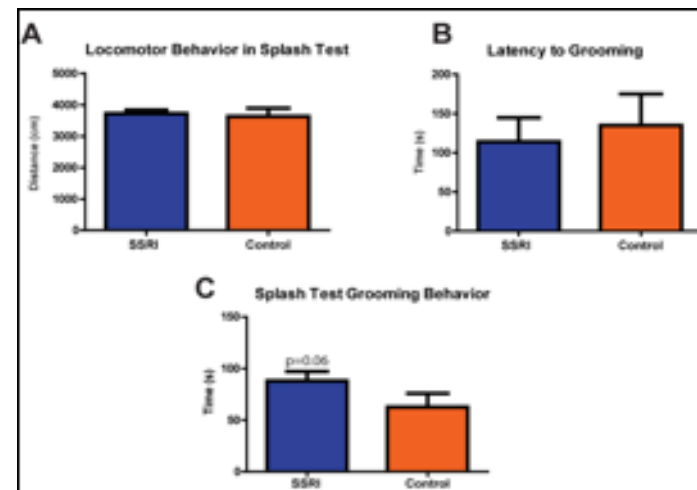 A
Locomotor Behavior in Splash Test
Distance (cm)
5000
4000
3000
2000
1000
0
SSRI
Control
B
Latency to Grooming
Time (s)
200
150
100
50
0
SSRI
Control
C
Splash Test Grooming Behavior
Time (s)
150
100
50
0
p=0.06
SSRI
Control